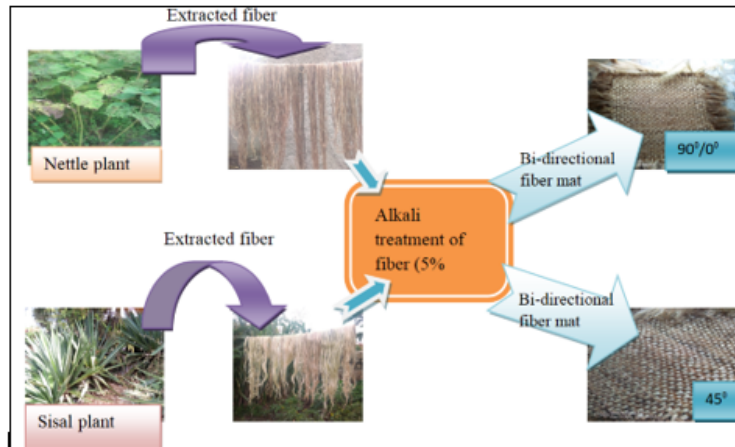 Extracted fiber
Nettle plant
Bi-directional
fiber mat
90⁰/0⁰
Alkali
treatment of
fiber (5%
Extracted fiber
Sisal plant
Bi-directional
fiber mat
45⁰